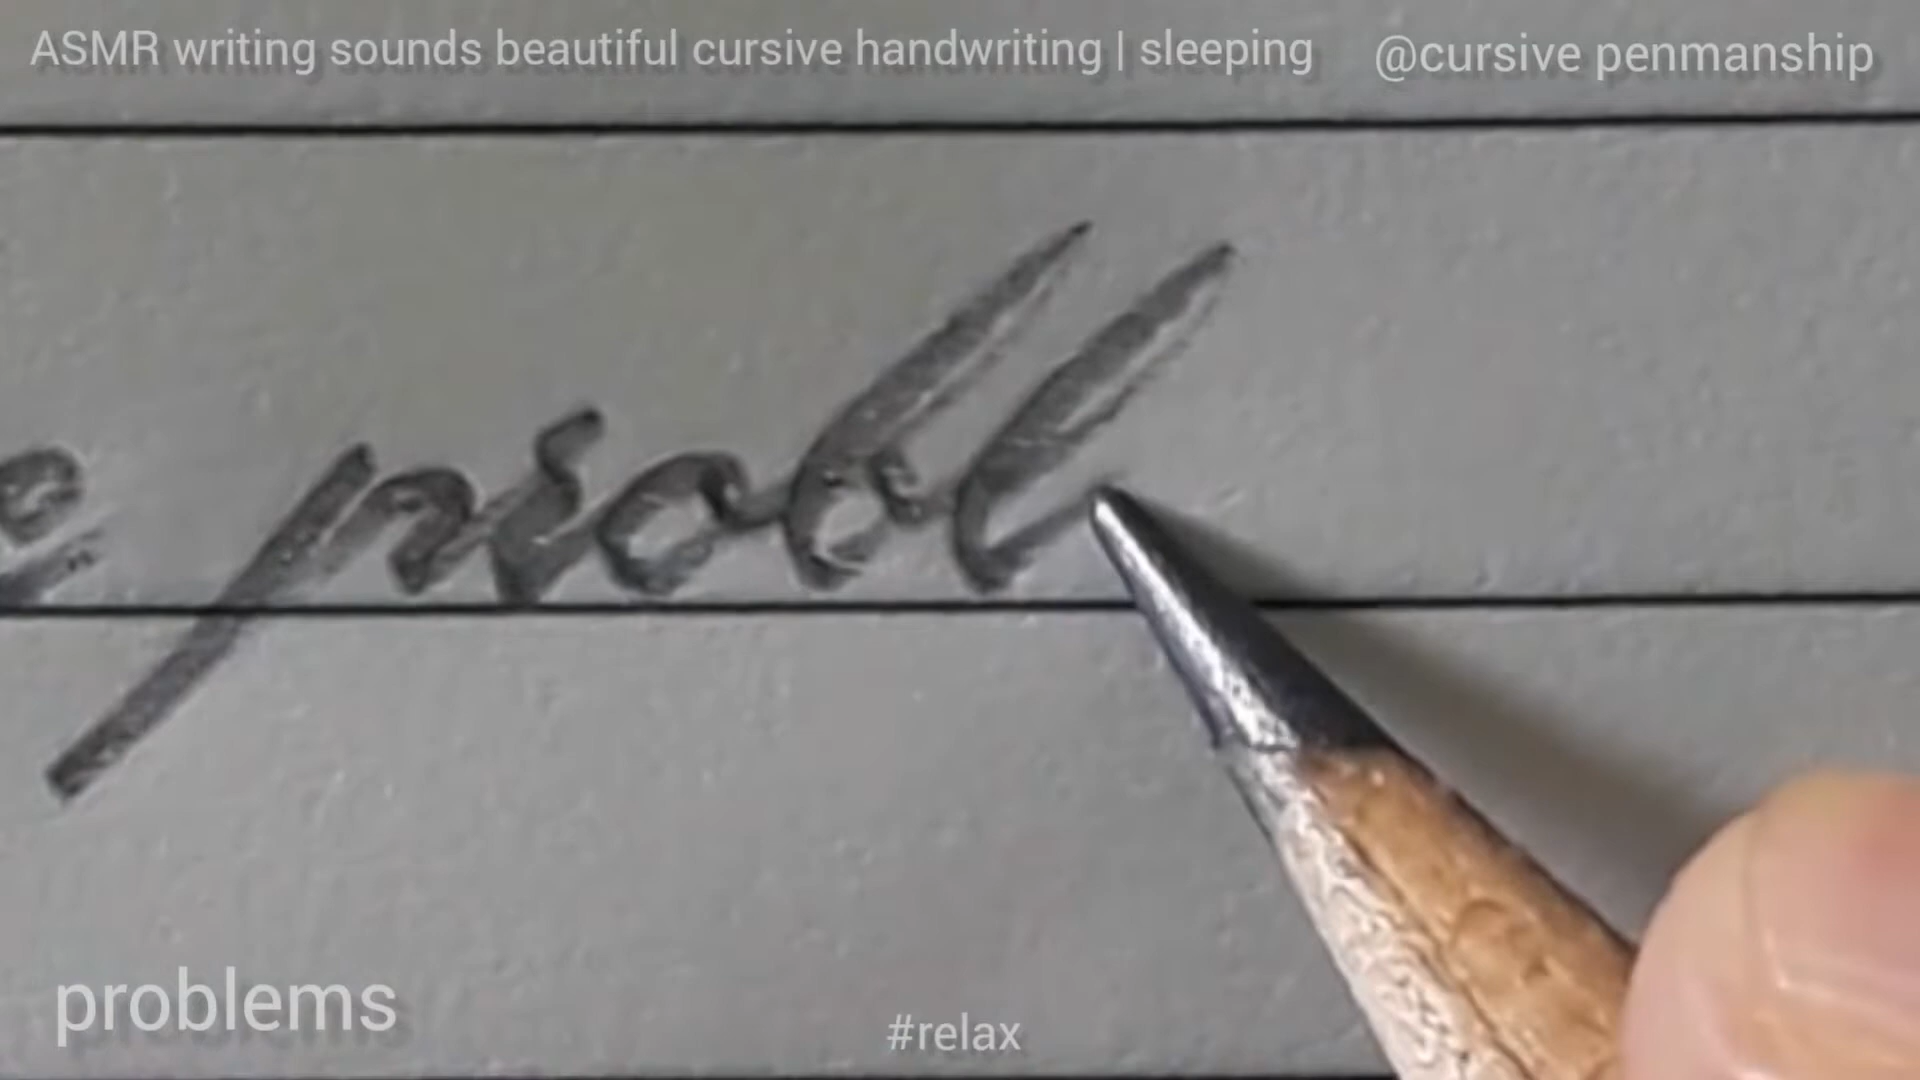 ASMR writing sounds beautiful cursive handwriting | sleeping @cursive penmanship
e probl
problems
#relax